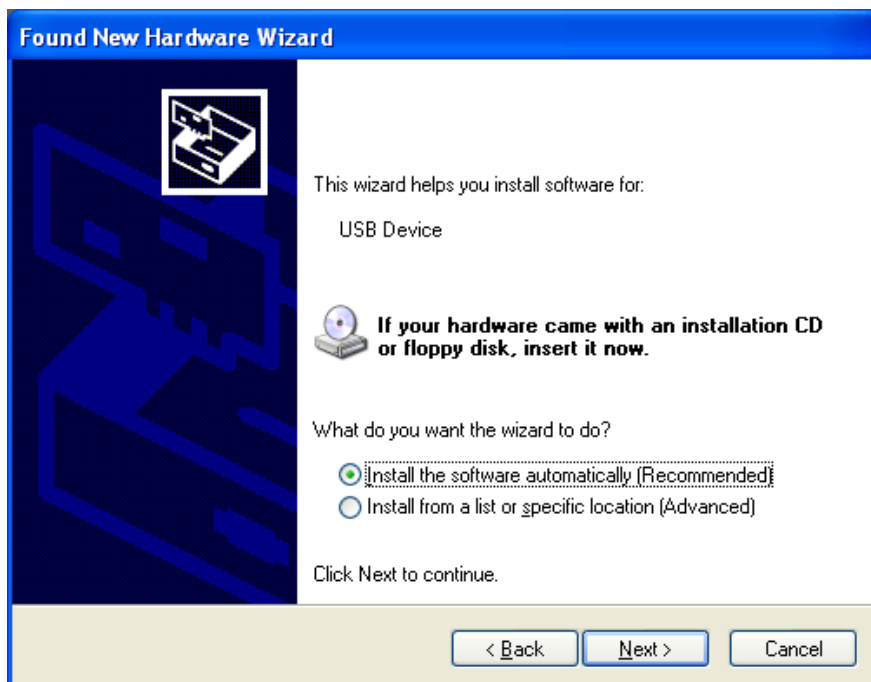 Found New Hardware Wizard
This wizard helps you install software for:
USB Device
If your hardware came with an installation CD
or floppy disk, insert it now.
What do you want the wizard to do?
Install the software automatically (Recommended)
Install from a list or specific location (Advanced)
Click Next to continue.
< Back Next > Cancel